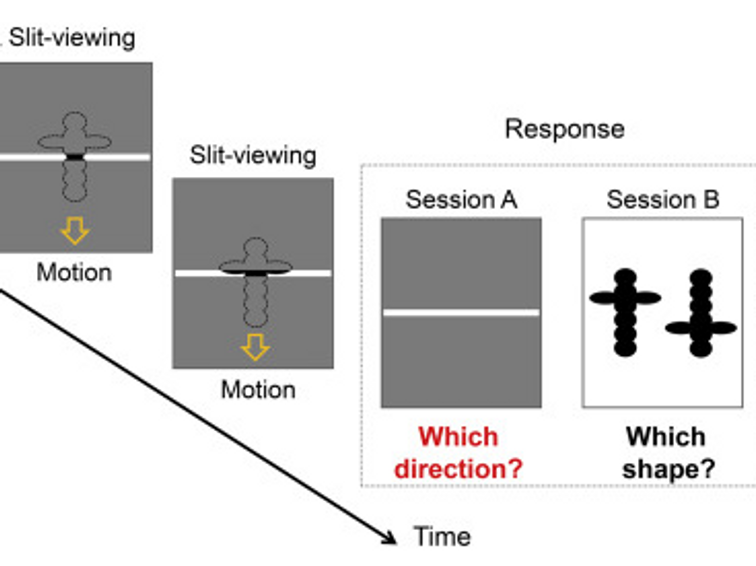 . Slit-viewing
Motion
Slit-viewing
Motion
Response
Session A
Session B
Which
direction?
Which
shape?
Time